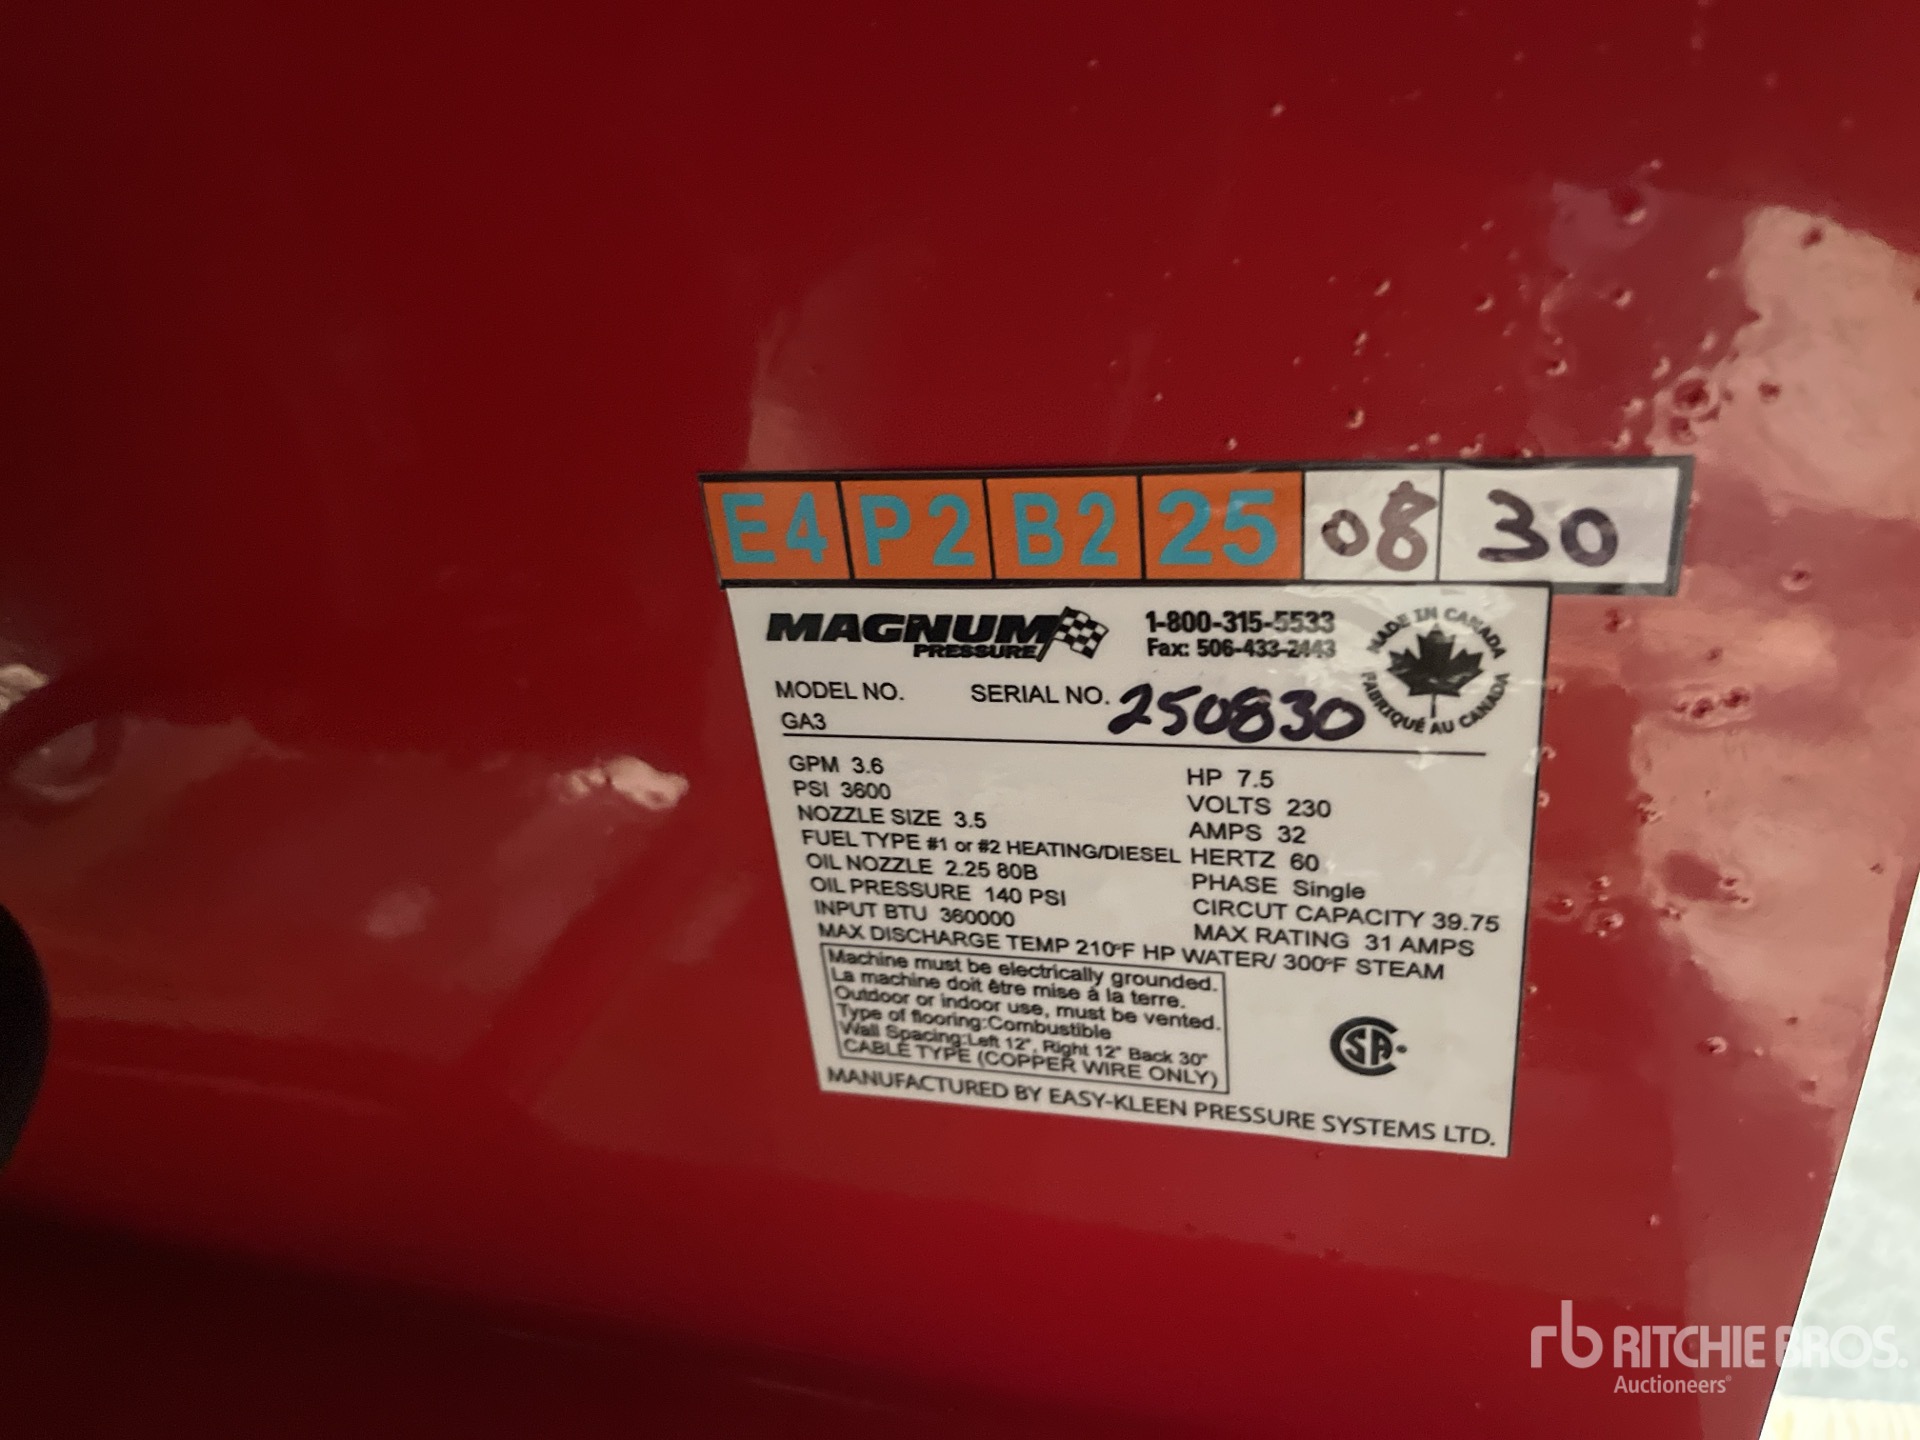 E4 P2 B2 25 08 30
MAGNUM
PRESSURE
1-800-315-5533
Fax: 506-433-2443
MADE IN CANADA
FABRIQUÉ AU CANADA
MODEL NO.
GA3
SERIAL NO. 250830
GPM 3.6
PSI 3600
NOZZLE SIZE 3.5
FUEL TYPE #1 or #2 HEATING/DIESEL
OIL NOZZLE 2.25 80B
OIL PRESSURE 140 PSI
INPUT BTU 360000
HP 7.5
VOLTS 230
AMPS 32
HERTZ 60
PHASE Single
CIRCUT CAPACITY 39.75
MAX RATING 31 AMPS
MAX DISCHARGE TEMP 210°F HP WATER/ 300°F STEAM
Machine must be electrically grounded.
La machine doit être mise à la terre.
Outdoor or indoor use, must be vented.
Type of flooring:Combustible
Wall Spacing:Left 12", Right 12" Back 30"
CABLE TYPE (COPPER WIRE ONLY)
SA
MANUFACTURED BY EASY-KLEEN PRESSURE SYSTEMS LTD.
rb RITCHIE BROS.
Auctioneers®